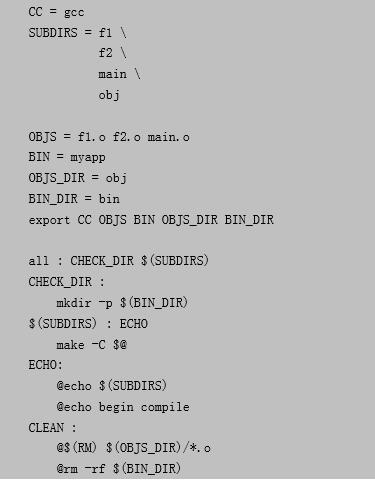 CC = gcc
SUBDIRS = f1 \
          f2 \
          main \
          obj

OBJS = f1.o f2.o main.o
BIN = myapp
OBJS_DIR = obj
BIN_DIR = bin
export CC OBJS BIN OBJS_DIR BIN_DIR

all : CHECK_DIR $(SUBDIRS)
CHECK_DIR :
    mkdir -p $(BIN_DIR)
$(SUBDIRS) : ECHO
    make -C $@
ECHO:
    @echo $(SUBDIRS)
    @echo begin compile
CLEAN :
    @$(RM) $(OBJS_DIR)/*.o
    @rm -rf $(BIN_DIR)